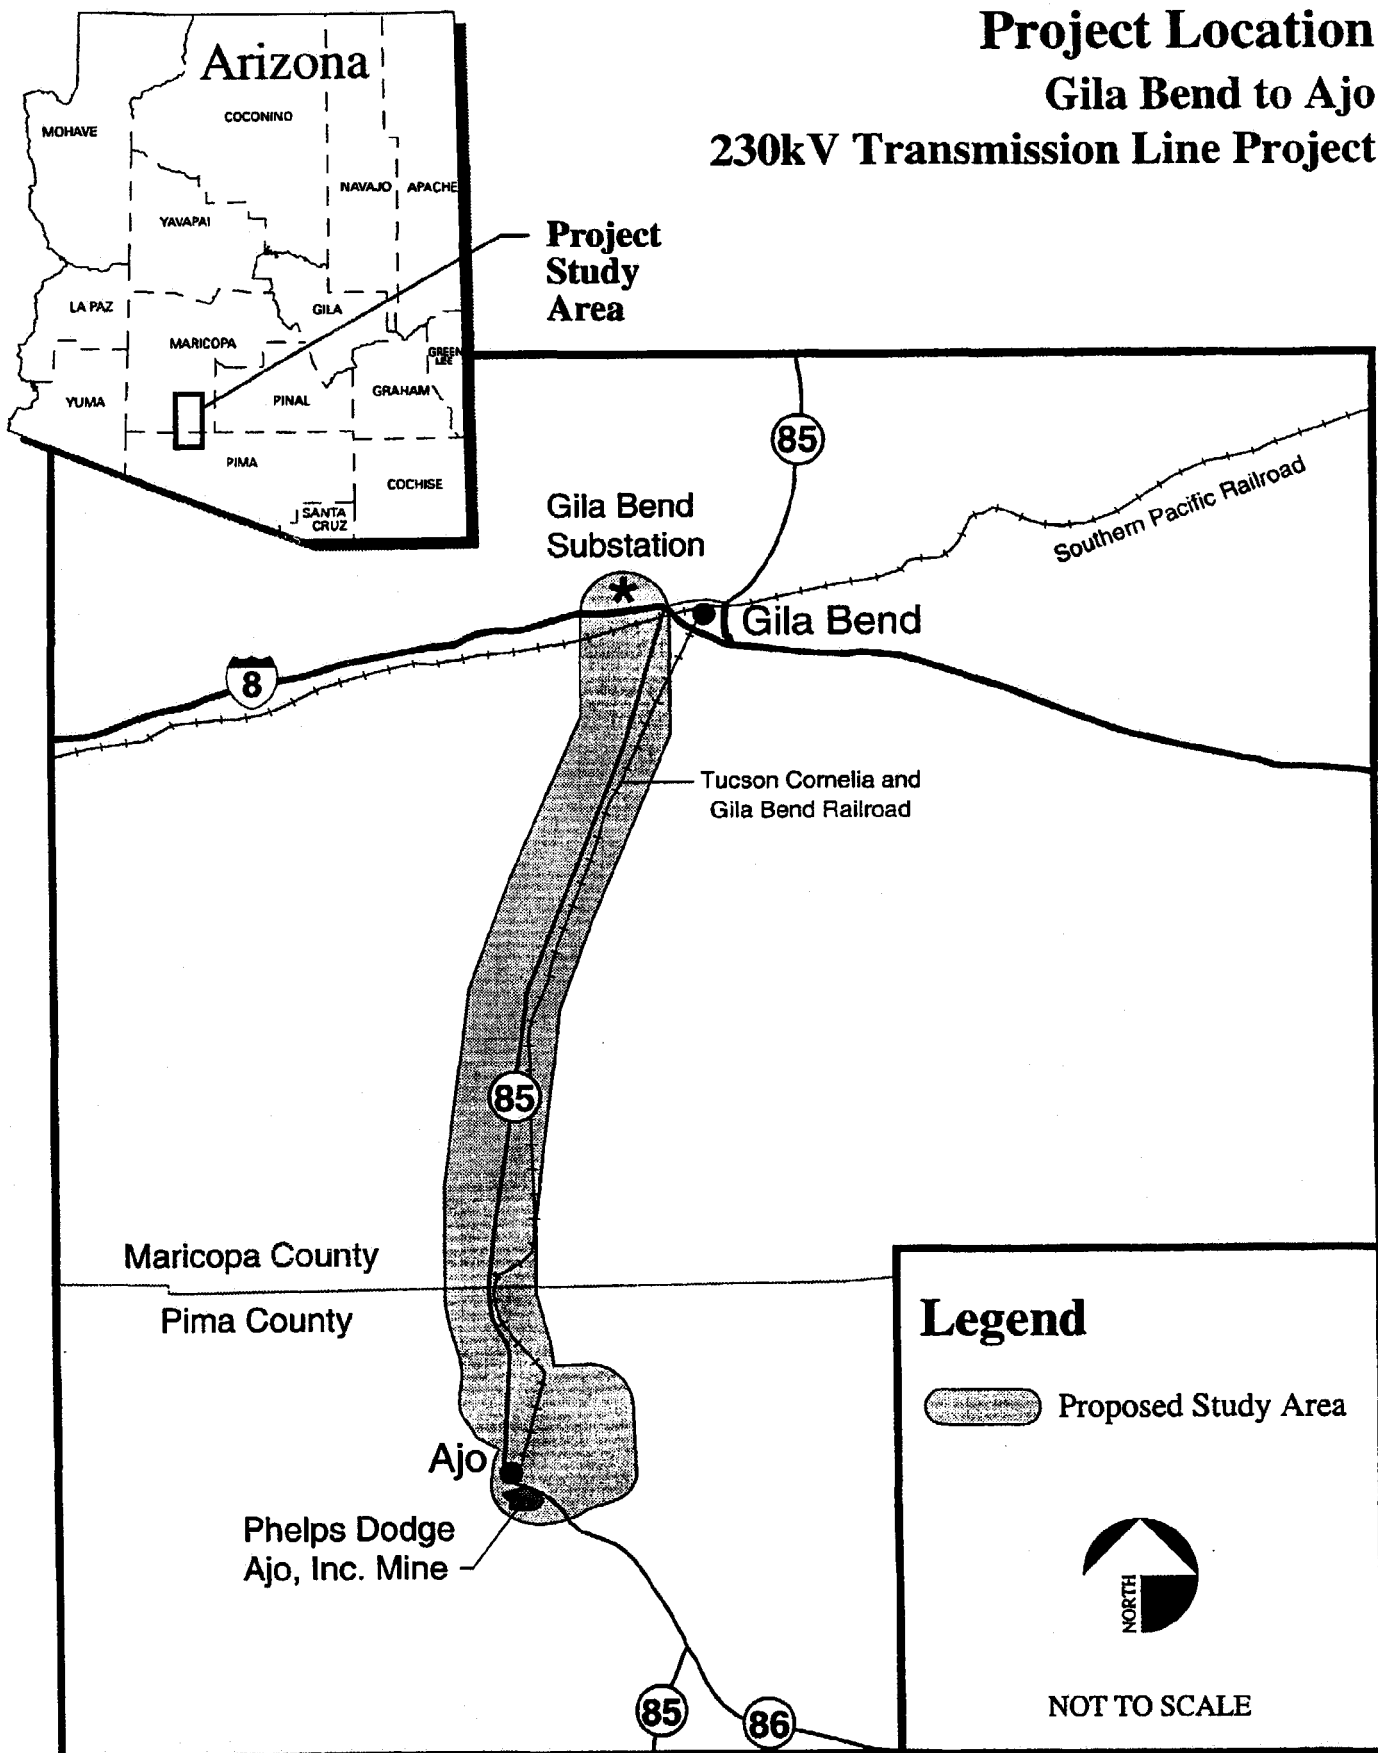 Project Location
Gila Bend to Ajo
230kV Transmission Line Project
Arizona
MOHAVE
COCONINO
NAVAJO
APACHE
YAVAPAI
Project
Study
Area
LA PAZ
GILA
MARICOPA
GREEN
LEE
YUMA
PINAL
GRAHAM
PIMA
COCHISE
SANTA
CRUZ
85
Southern Pacific Railroad
Gila Bend
Substation
*
Gila Bend
8
Tucson Cornelia and
Gila Bend Railroad
85
Maricopa County
Pima County
Ajo
Phelps Dodge
Ajo, Inc. Mine
85
86
Legend
Proposed Study Area
NORTH
NOT TO SCALE